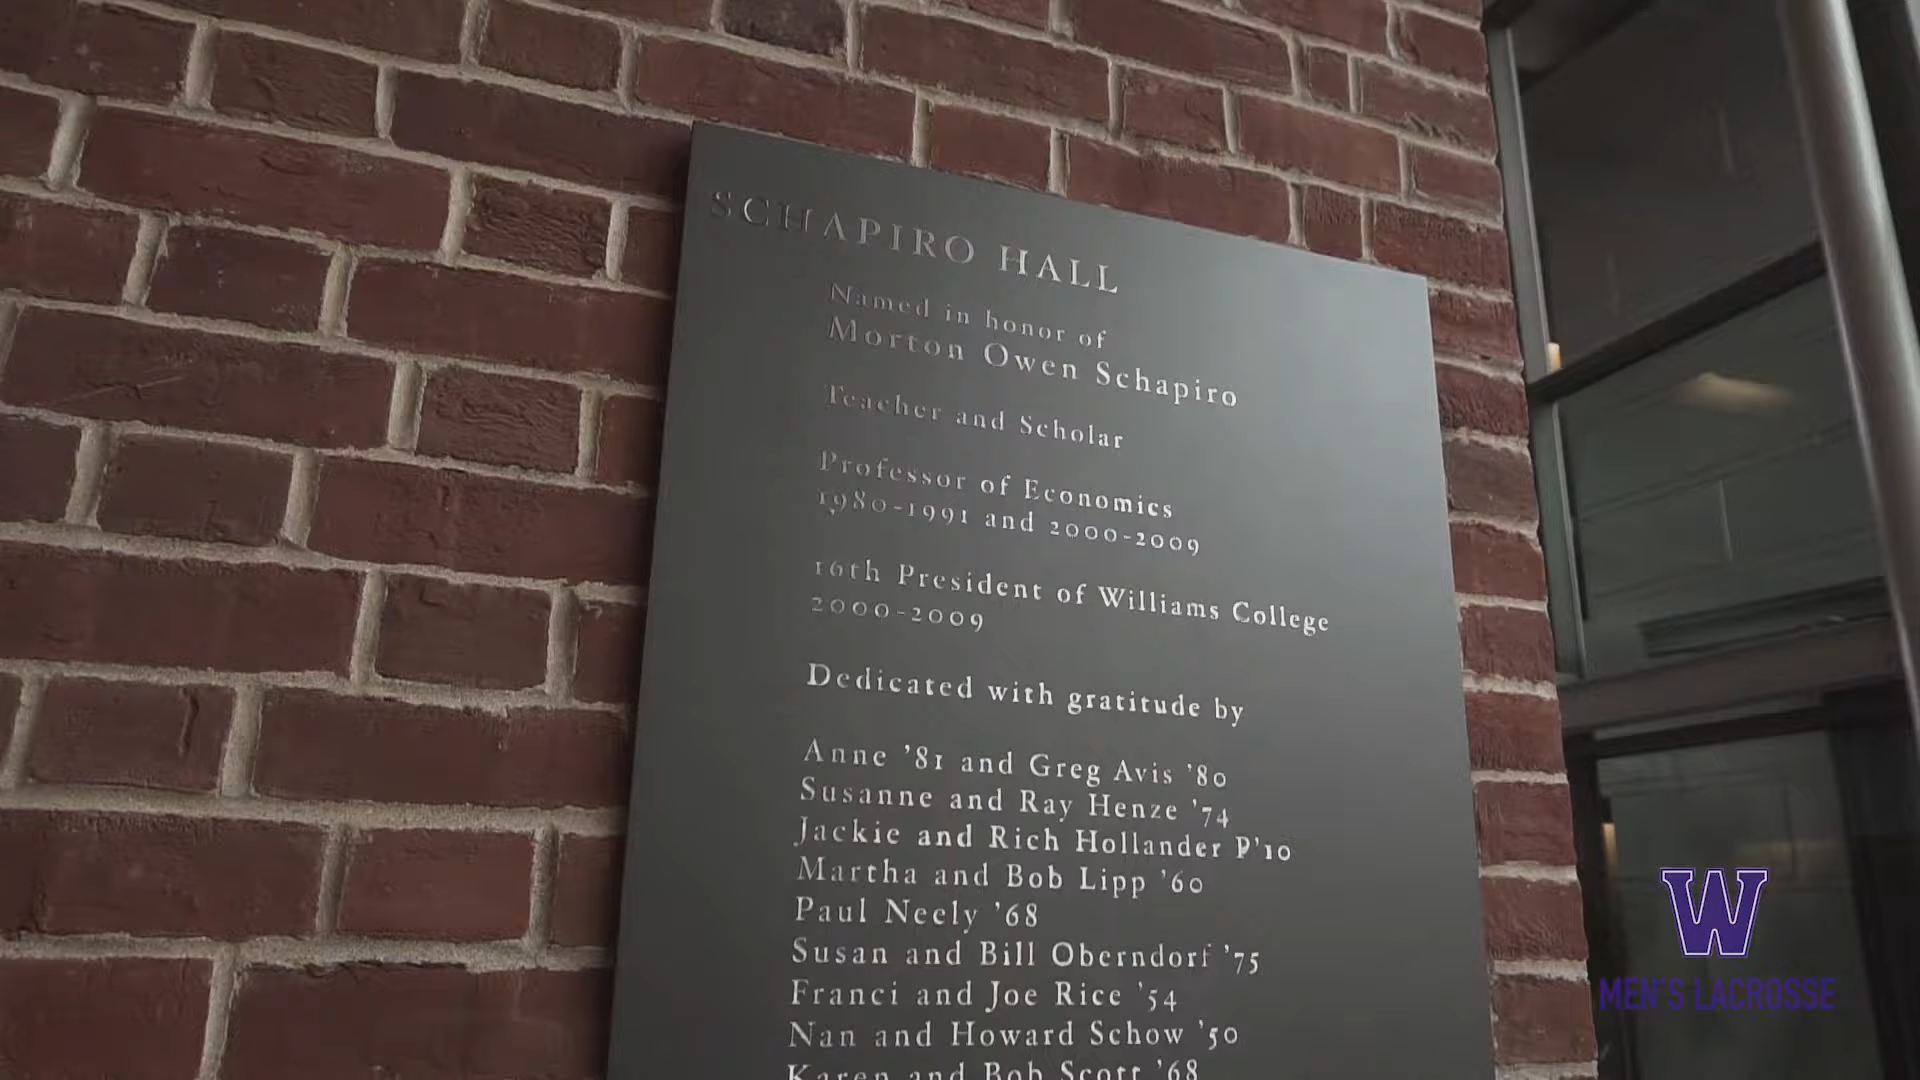 SCHAPIRO HALL
Named in honor of
Morton Owen Schapiro
Teacher and Scholar
Professor of Economics
1980-1991 and 2000-2009
16th President of Williams College
2000-2009
Dedicated with gratitude by
Anne '81 and Greg Avis '80
Susanne and Ray Henze '74
Jackie and Rich Hollander P'10
Martha and Bob Lipp '60
Paul Neely '68
Susan and Bill Oberndorf '75
Franci and Joe Rice '54
Nan and Howard Schow '50
Karen and Bob Scott '68
W
MEN'S LACROSSE